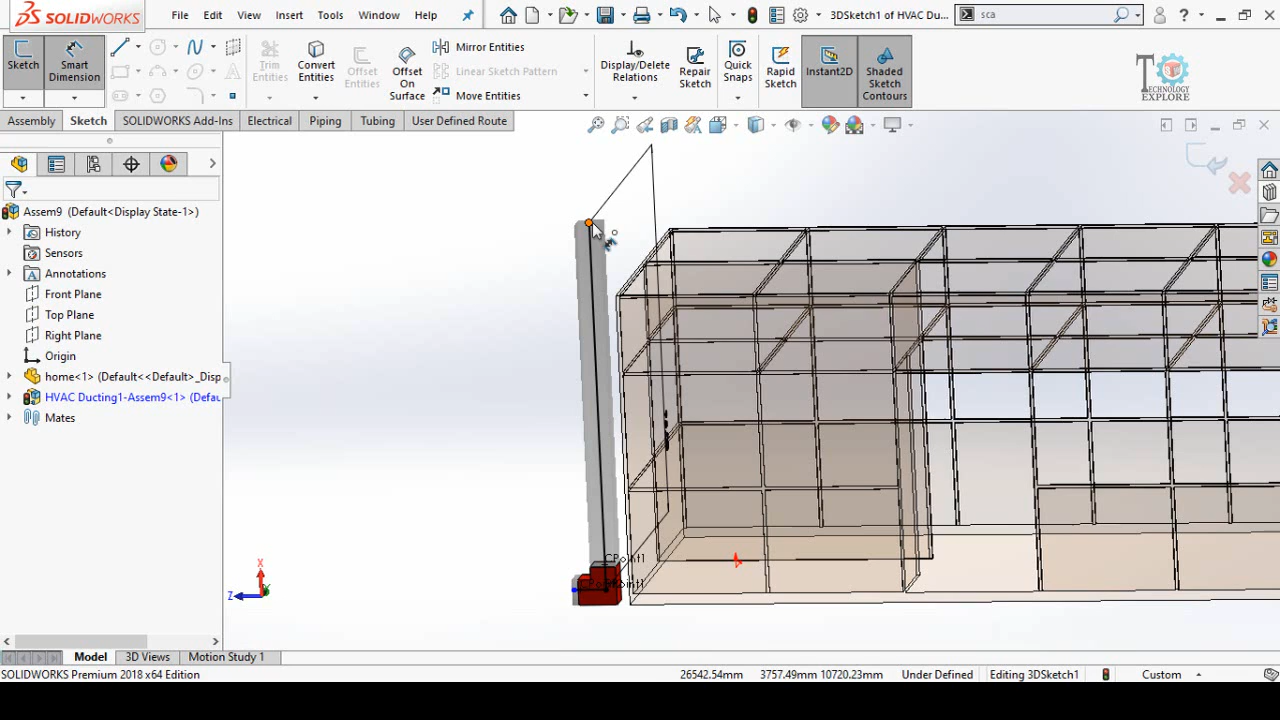 SOLIDWORKS File Edit View Insert Tools Window Help 3DSketch1 of HVAC Du... sca ?
Sketch
Smart Dimension
Trim Entities
Convert Entities
Offset Entities
Offset On Surface
Mirror Entities
Linear Sketch Pattern
Move Entities
Display/Delete Relations
Repair Sketch
Quick Snaps
Rapid Sketch
Instant2D
Shaded Sketch Contours
TECHNOLOGY EXPLORE
Assembly Sketch SOLIDWORKS Add-Ins Electrical Piping Tubing User Defined Route
Assem9 (Default<Display State-1>)
History
Sensors
Annotations
Front Plane
Top Plane
Right Plane
Origin
home<1> (Default<<Default>_Disp
HVAC Ducting1-Assem9<1> (Defau
Mates
CPoint1
X
Z Y
Model 3D Views Motion Study 1
SOLIDWORKS Premium 2018 x64 Edition 26542.54mm 3757.49mm 10720.23mm Under Defined Editing 3DSketch1 Custom